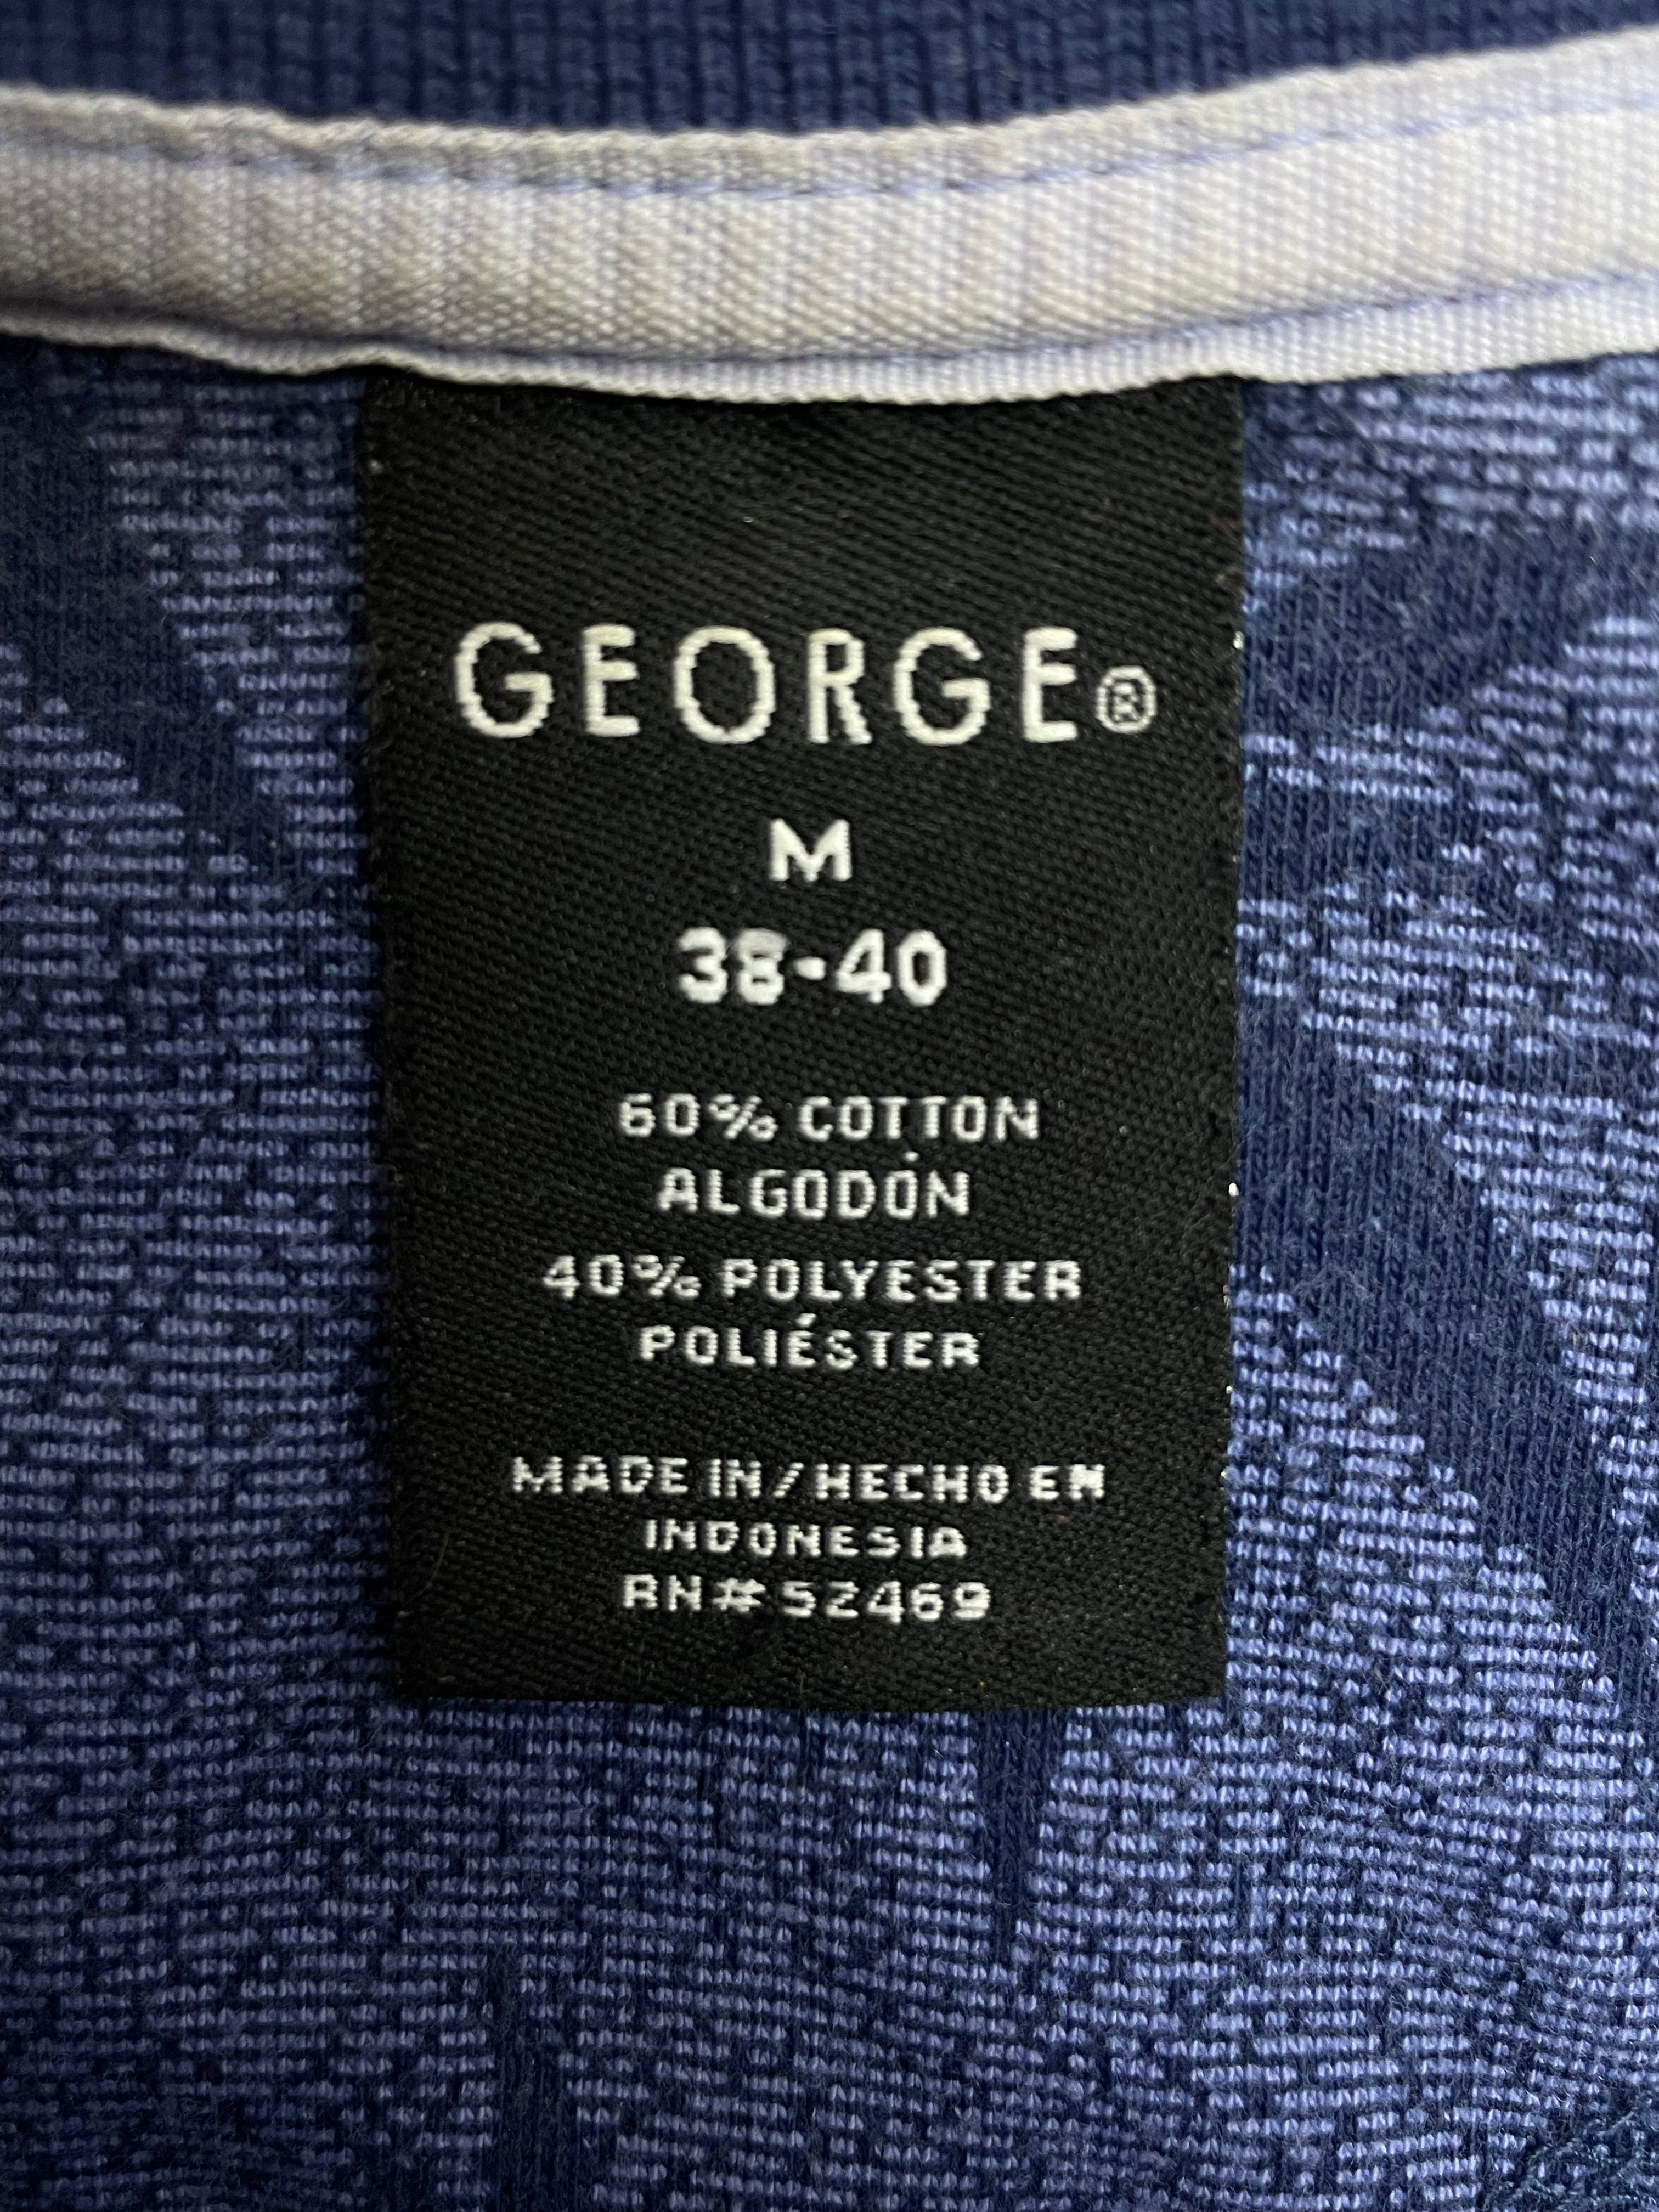 GEORGE®
M
38-40
60% COTTON
ALGODÓN
40% POLYESTER
POLIÉSTER
MADE IN/HECHO EN
INDONESIA
RN#52469